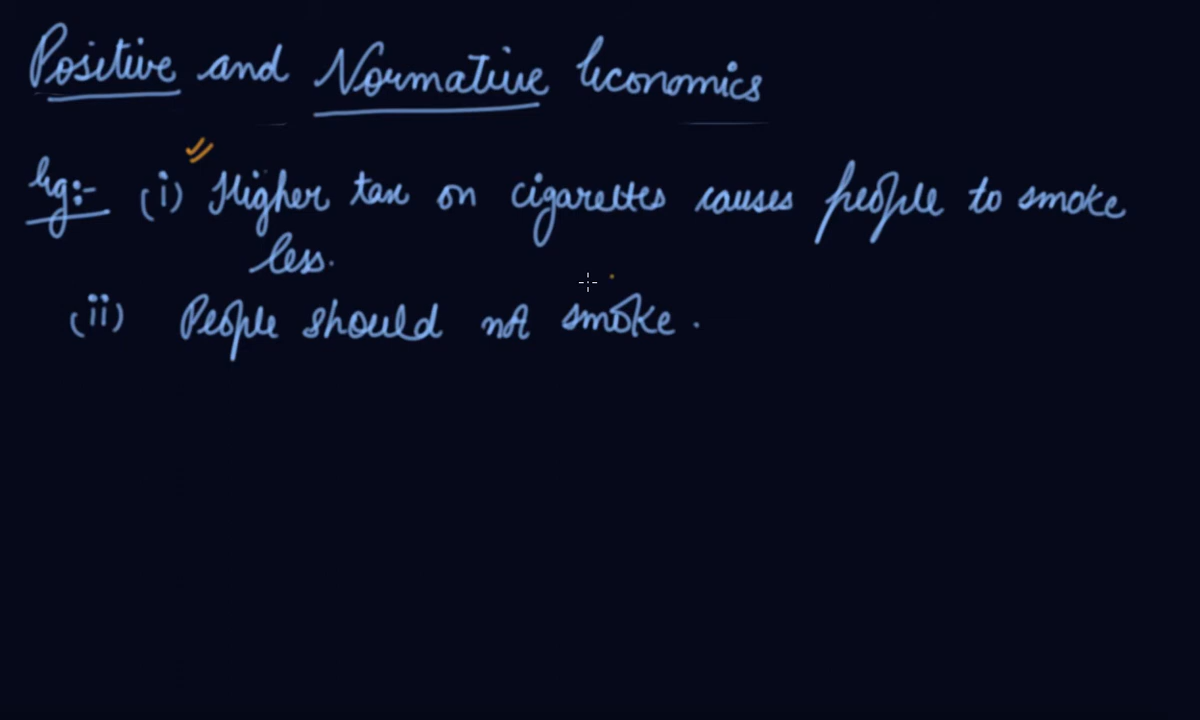 Positive and Normative Economics
Eg:- (i) Higher tax on cigarettes causes people to smoke
less.
(ii) People should not smoke.